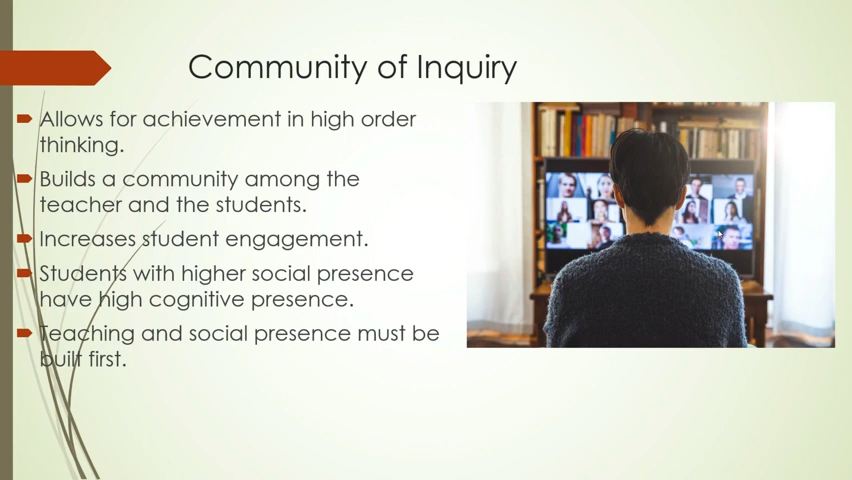 Community of Inquiry
Allows for achievement in high order
thinking.
Builds a community among the
teacher and the students.
Increases student engagement.
Students with higher social presence
have high cognitive presence.
Teaching and social presence must be
built first.